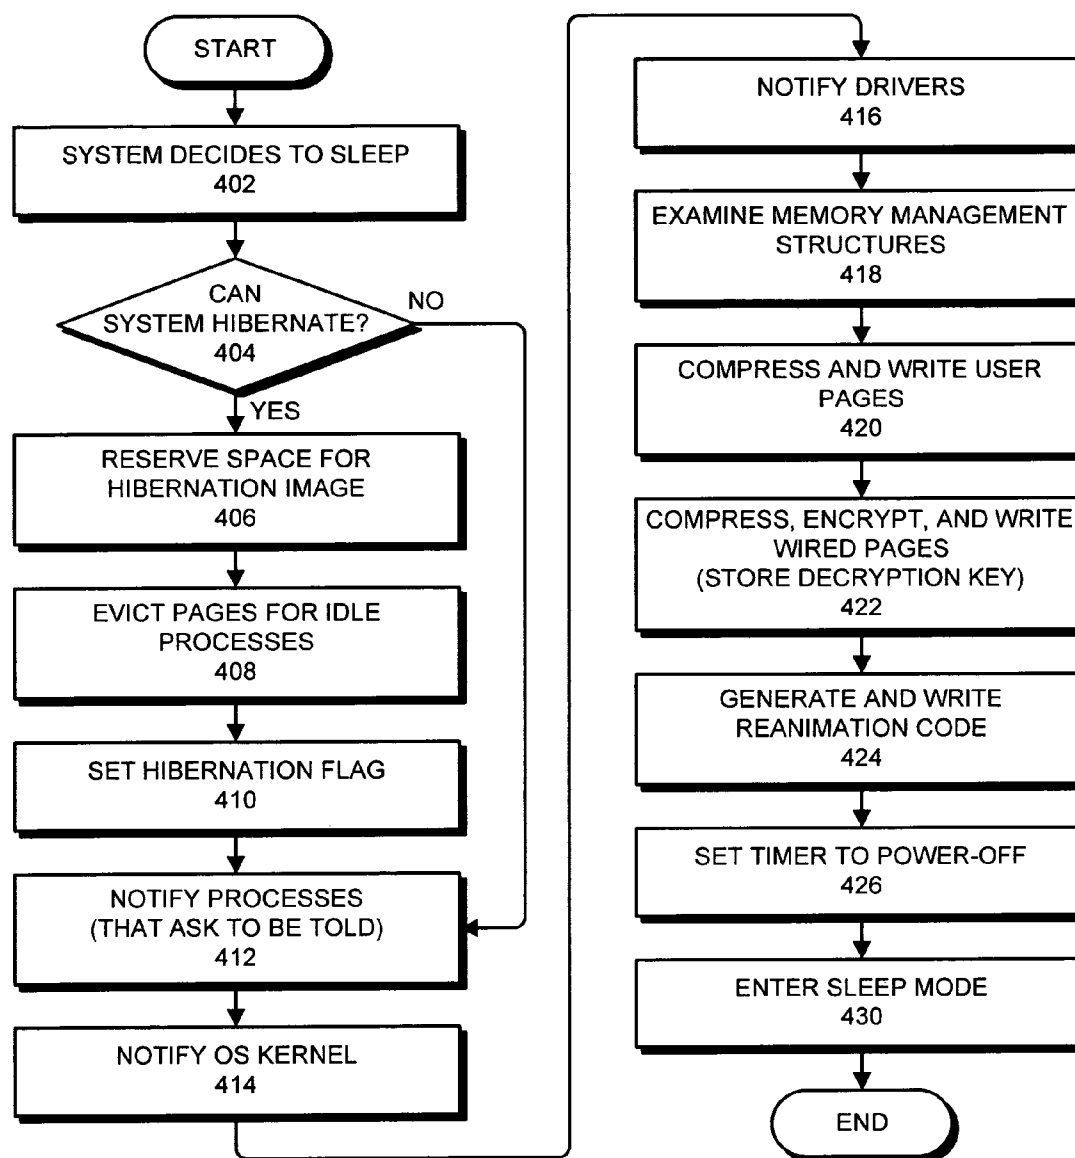 START
SYSTEM DECIDES TO SLEEP
402
CAN
SYSTEM HIBERNATE?
404
NO
YES
RESERVE SPACE FOR
HIBERNATION IMAGE
406
EVICT PAGES FOR IDLE
PROCESSES
408
SET HIBERNATION FLAG
410
NOTIFY PROCESSES
(THAT ASK TO BE TOLD)
412
NOTIFY OS KERNEL
414
NOTIFY DRIVERS
416
EXAMINE MEMORY MANAGEMENT
STRUCTURES
418
COMPRESS AND WRITE USER
PAGES
420
COMPRESS, ENCRYPT, AND WRITE
WIRED PAGES
(STORE DECRYPTION KEY)
422
GENERATE AND WRITE
REANIMATION CODE
424
SET TIMER TO POWER-OFF
426
ENTER SLEEP MODE
430
END